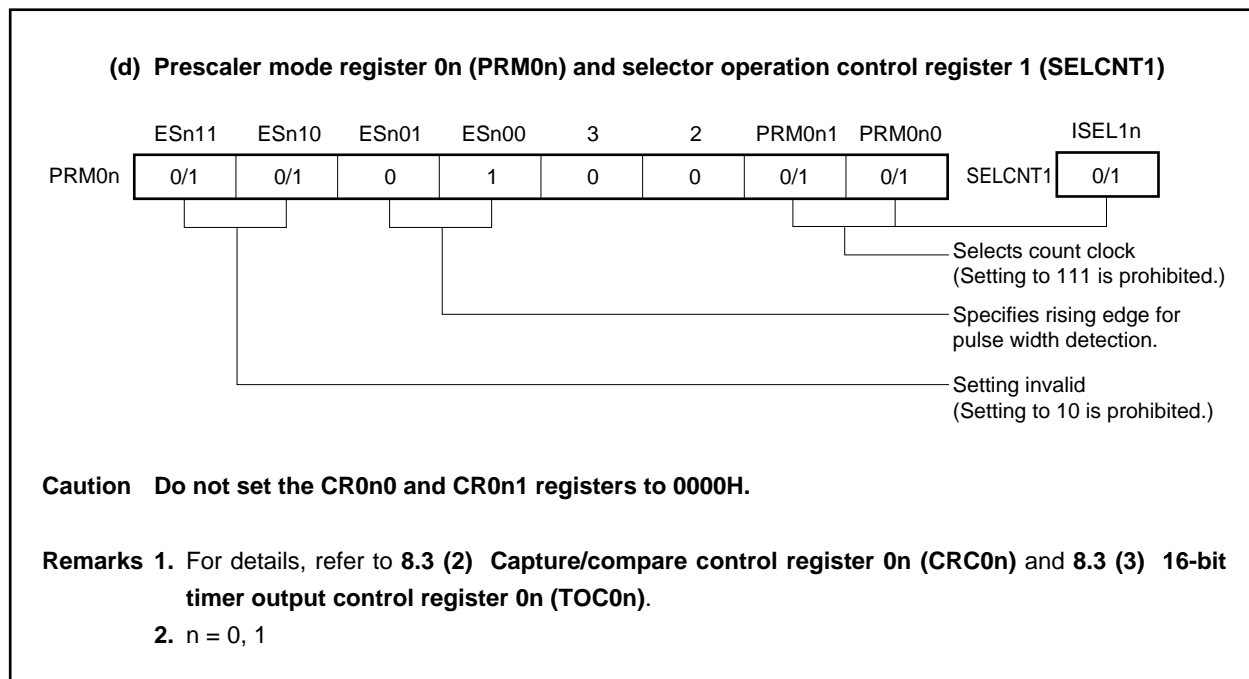 (d) Prescaler mode register 0n (PRM0n) and selector operation control register 1 (SELCNT1)
ESn11 ESn10 ESn01 ESn00 3 2 PRM0n1 PRM0n0 ISEL1n
PRM0n 0/1 0/1 0 1 0 0 0/1 0/1 SELCNT1 0/1
Selects count clock
(Setting to 111 is prohibited.)
Specifies rising edge for
pulse width detection.
Setting invalid
(Setting to 10 is prohibited.)
Caution Do not set the CR0n0 and CR0n1 registers to 0000H.
Remarks 1. For details, refer to 8.3 (2) Capture/compare control register 0n (CRC0n) and 8.3 (3) 16-bit
timer output control register 0n (TOC0n).
2. n = 0, 1